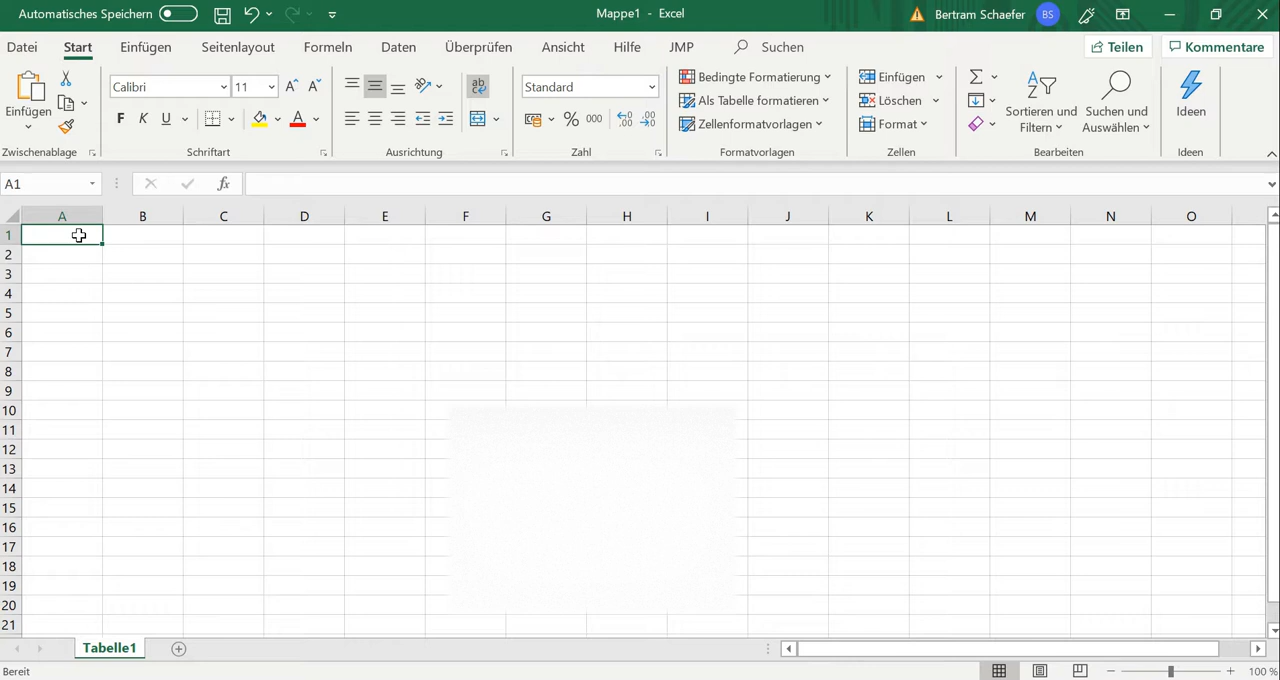 Automatisches Speichern Mappe1 - Excel Bertram Schaefer BS
Datei Start Einfügen Seitenlayout Formeln Daten Überprüfung Ansicht Hilfe JMP Suchen Teilen Kommentare
Einfügen
Zwischenablage
Calibri 11
F K U
Schriftart
ab
Ausrichtung
Standard
% 000
Zahl
Bedingte Formatierung
Als Tabelle formatieren
Zellenformatvorlagen
Formatvorlagen
Einfügen
Löschen
Format
Zellen
Sortieren und
Filtern
Suchen und
Auswählen
Bearbeiten
Ideen
Ideen
A1 fx
A B C D E F G H I J K L M N O
1
2
3
4
5
6
7
8
9
10
11
12
13
14
15
16
17
18
19
20
21
Tabelle1
Bereit 100 %